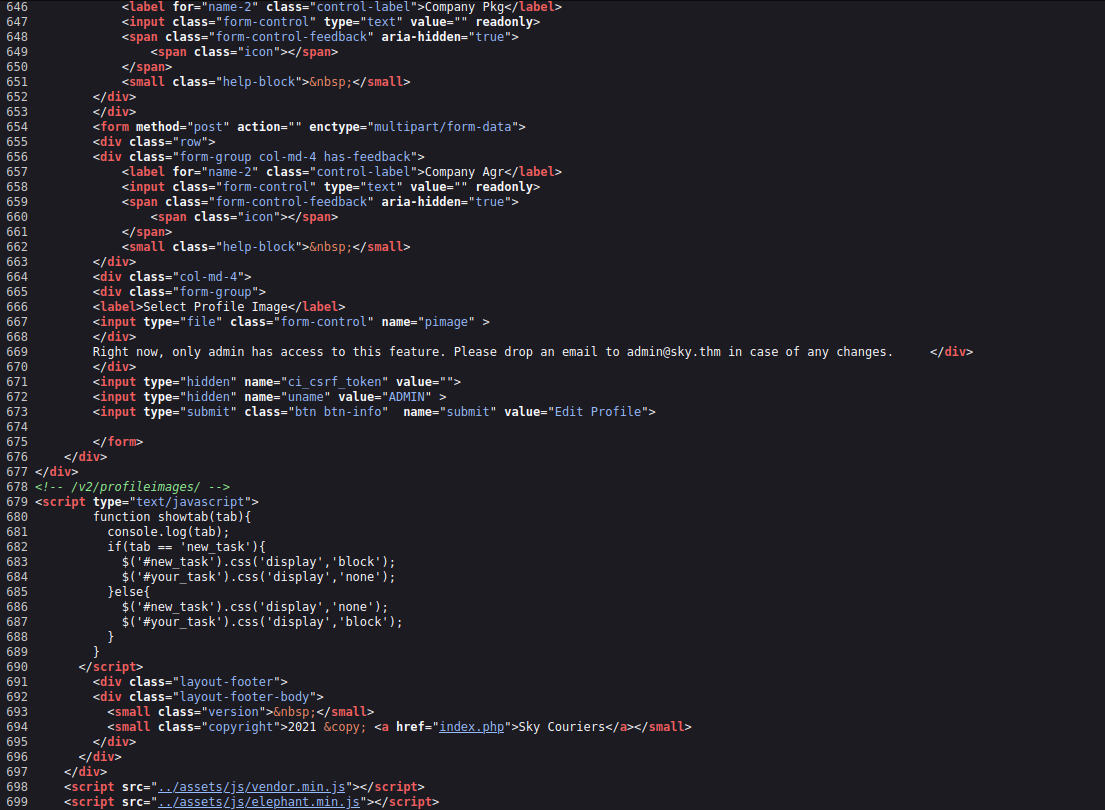 646             <label for="name-2" class="control-label">Company Pkg</label>
647             <input class="form-control" type="text" value="" readonly>
648             <span class="form-control-feedback" aria-hidden="true">
649                 <span class="icon"></span>
650             </span>
651             <small class="help-block">&nbsp;</small>
652         </div>
653         </div>
654         <form method="post" action="" enctype="multipart/form-data">
655         <div class="row">
656         <div class="form-group col-md-4 has-feedback">
657             <label for="name-2" class="control-label">Company Agr</label>
658             <input class="form-control" type="text" value="" readonly>
659             <span class="form-control-feedback" aria-hidden="true">
660                 <span class="icon"></span>
661             </span>
662             <small class="help-block">&nbsp;</small>
663         </div>
664         <div class="col-md-4">
665         <div class="form-group">
666         <label>Select Profile Image</label>
667         <input type="file" class="form-control" name="pimage" >
668         </div>
669         Right now, only admin has access to this feature. Please drop an email to admin@sky.thm in case of any changes.     </div>
670         </div>
671         <input type="hidden" name="ci_csrf_token" value="">
672         <input type="hidden" name="uname" value="ADMIN" >
673         <input type="submit" class="btn btn-info"  name="submit" value="Edit Profile">
674
675         </form>
676     </div>
677 </div>
678 <!-- /v2/profileimages/ -->
679 <script type="text/javascript">
680         function showtab(tab){
681           console.log(tab);
682           if(tab == 'new_task'){
683             $('#new_task').css('display','block');
684             $('#your_task').css('display','none');
685           }else{
686             $('#new_task').css('display','none');
687             $('#your_task').css('display','block');
688           }
689         }
690       </script>
691         <div class="layout-footer">
692         <div class="layout-footer-body">
693           <small class="version">&nbsp;</small>
694           <small class="copyright">2021 &copy; <a href="index.php">Sky Couriers</a></small>
695         </div>
696       </div>
697     </div>
698     <script src="../assets/js/vendor.min.js"></script>
699     <script src="../assets/js/elephant.min.js"></script>